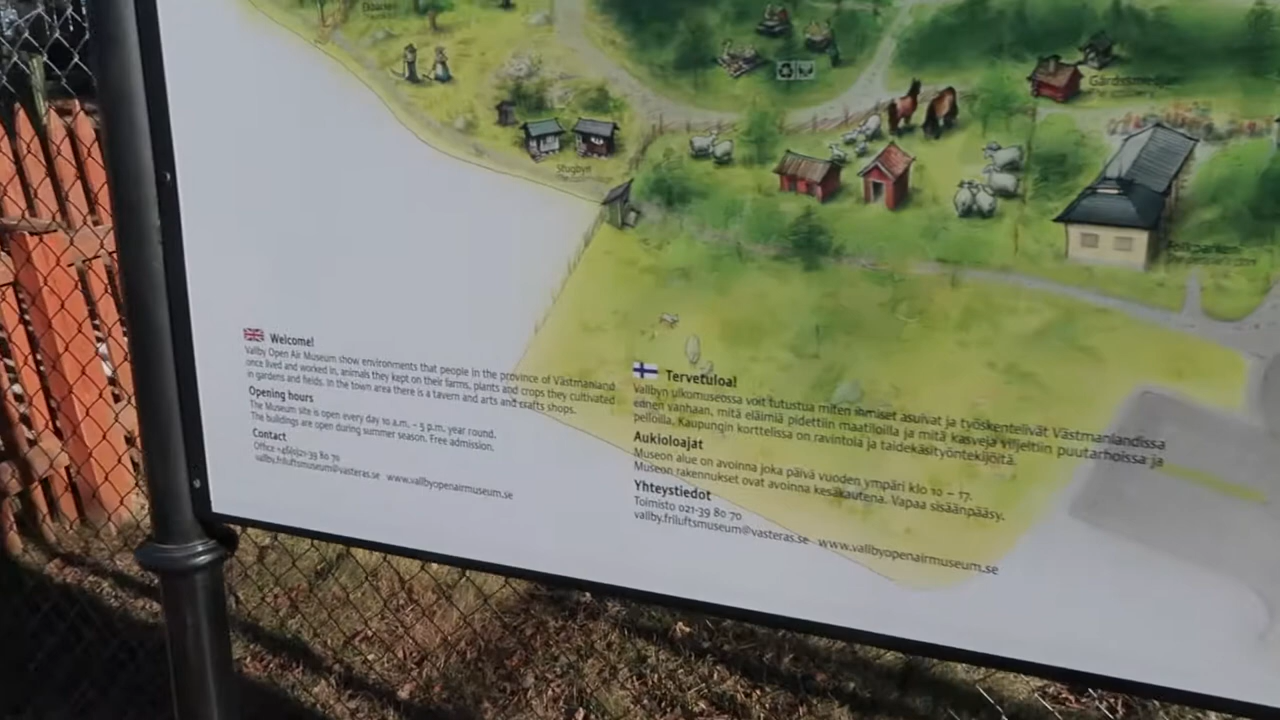 Stugbyn
Welcome!
Vallby Open Air Museum show environments that people in the province of Västmanland
once lived and worked in, animals they kept on their farms, plants and crops they cultivated
in gardens and fields. In the town area there is a tavern and arts and crafts shops.
Opening hours
The Museum site is open every day 10 a.m. – 5 p.m. year round.
The buildings are open during summer season. Free admission.
Contact
Office +46(0)21-39 80 70
vallby.friluftsmuseum@vasteras.se www.vallbyopenairmuseum.se
Tervetuloa!
Vallbyn ulkomuseossa voit tutustua miten ihmiset asuivat ja työskentelivät Västmanlandissa
ennen vanhaan, mitä eläimiä pidettiin maatiloilla ja mitä kasveja viljeltiin puutarhoissa ja
pelloilla. Kaupungin korttelissa on ravintola ja taidekäsityöntekijöitä.
Aukioloajat
Museon alue on avoinna joka päivä vuoden ympäri klo 10 – 17.
Museon rakennukset ovat avoinna kesäkautena. Vapaa sisäänpääsy.
Yhteystiedot
Toimisto 021-39 80 70
vallby.friluftsmuseum@vasteras.se www.vallbyopenairmuseum.se